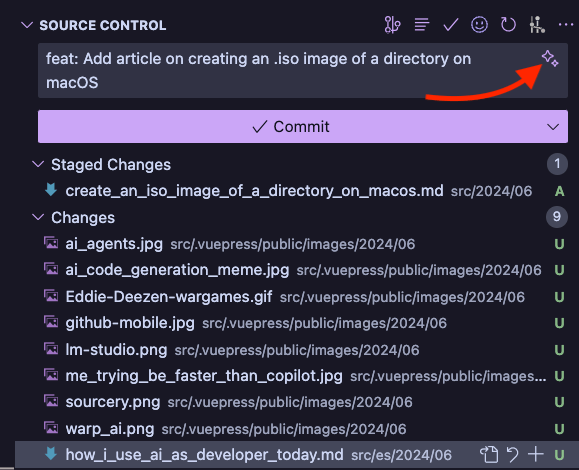 SOURCE CONTROL
feat: Add article on creating an .iso image of a directory on
macOS
Commit
Staged Changes 1
create_an_iso_image_of_a_directory_on_macos.md src/2024/06 A
Changes 9
ai_agents.jpg src/.vuepress/public/images/2024/06 U
ai_code_generation_meme.jpg src/.vuepress/public/images/2024/06 U
Eddie-Deezen-wargames.gif src/.vuepress/public/images/2024/06 U
github-mobile.jpg src/.vuepress/public/images/2024/06 U
lm-studio.png src/.vuepress/public/images/2024/06 U
me_trying_be_faster_than_copilot.jpg src/.vuepress/public/images... U
sourcery.png src/.vuepress/public/images/2024/06 U
warp_ai.png src/.vuepress/public/images/2024/06 U
how_i_use_ai_as_developer_today.md src/es/2024/06 U